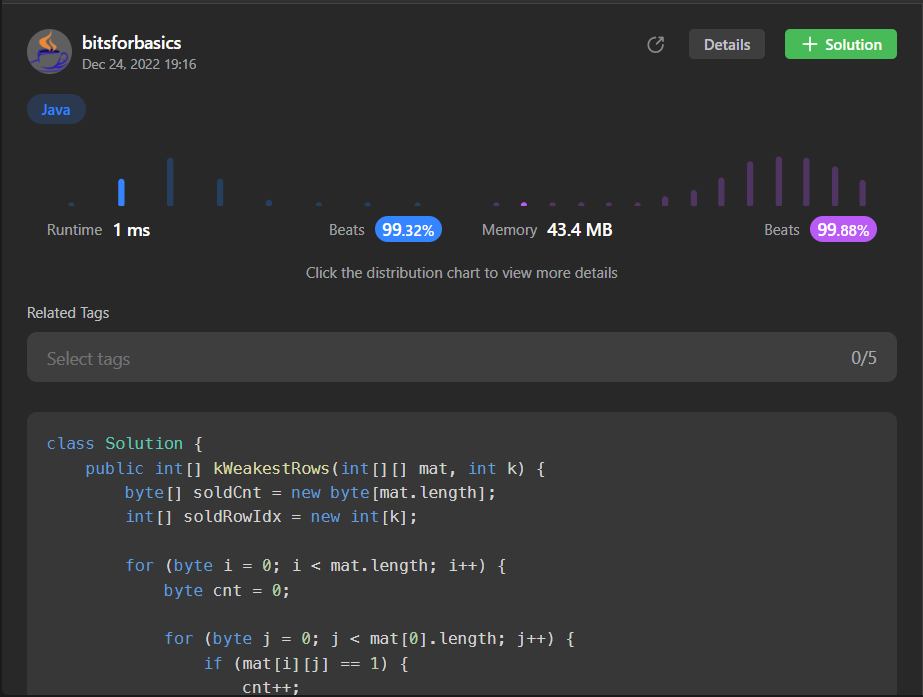 bitsforbasics
Dec 24, 2022 19:16
Details
+ Solution
Java
Runtime 1 ms Beats 99.32% Memory 43.4 MB Beats 99.88%
Click the distribution chart to view more details
Related Tags
Select tags 0/5
class Solution {
    public int[] kWeakestRows(int[][] mat, int k) {
        byte[] soldCnt = new byte[mat.length];
        int[] soldRowIdx = new int[k];
        for (byte i = 0; i < mat.length; i++) {
            byte cnt = 0;
            for (byte j = 0; j < mat[0].length; j++) {
                if (mat[i][j] == 1) {
                    cnt++;